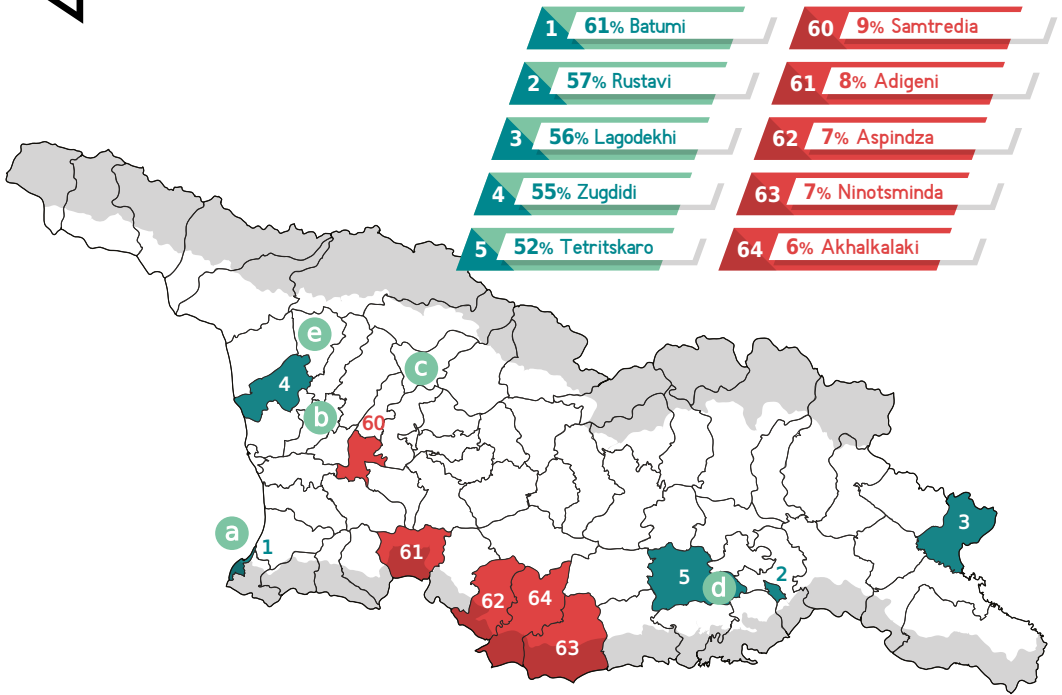 1 61% Batumi
2 57% Rustavi
3 56% Lagodekhi
4 55% Zugdidi
5 52% Tetritskaro
60 9% Samtredia
61 8% Adigeni
62 7% Aspindza
63 7% Ninotsminda
64 6% Akhalkalaki
e
c
4
b
60
a
1
61
3
2
5
d
62
64
63